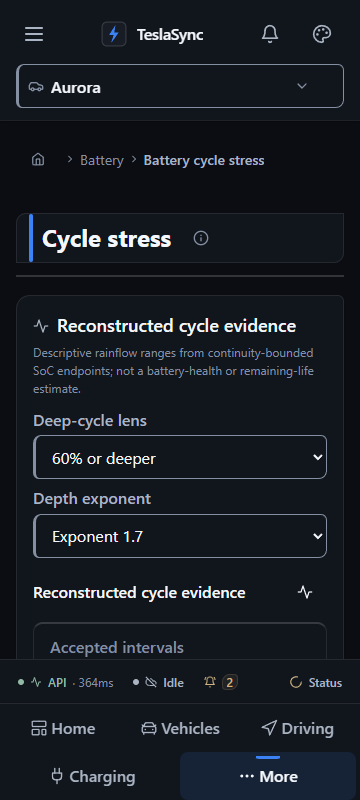 TeslaSync
Aurora
Battery
Battery cycle stress
Cycle stress
Reconstructed cycle evidence
Descriptive rainflow ranges from continuity-bounded
SoC endpoints; not a battery-health or remaining-life
estimate.
Deep-cycle lens
60% or deeper
Depth exponent
Exponent 1.7
Reconstructed cycle evidence
Accepted intervals
API · 364ms
Idle
2
Status
Home
Vehicles
Driving
Charging
More